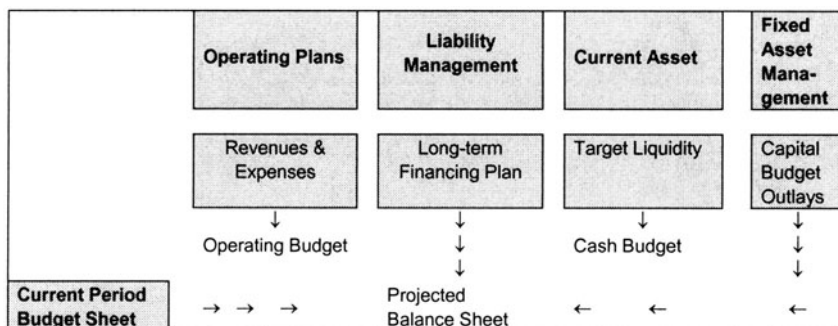 Operating Plans
Liability
Management
Current Asset
Fixed
Asset
Mana-
gement
Revenues &
Expenses
Long-term
Financing Plan
Target Liquidity
Capital
Budget
Outlays
↓ ↓ ↓ ↓
Operating Budget ↓ Cash Budget ↓
↓ ↓
Current Period
Budget Sheet
→ → →
Projected
Balance Sheet
← ← ←